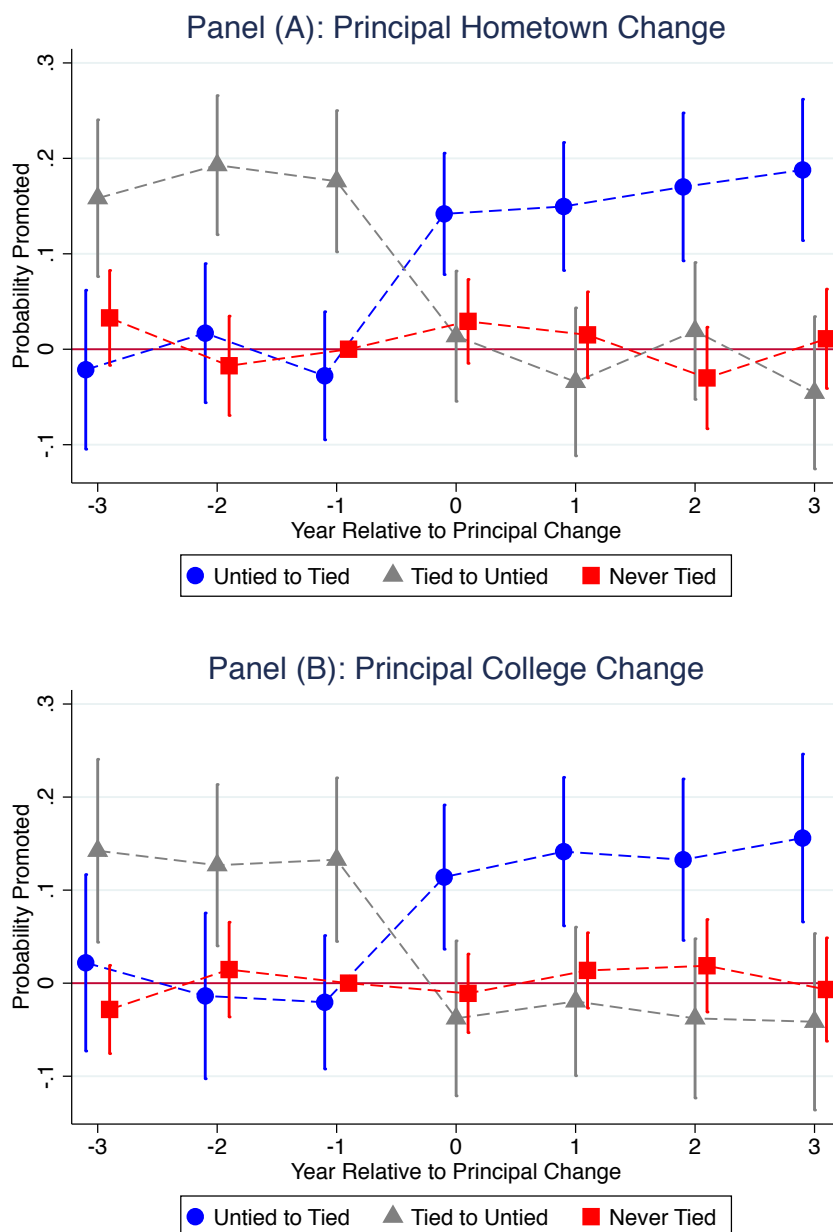 Panel (A): Principal Hometown Change
Probability Promoted
.3
.2
.1
0
-.1
-3 -2 -1 0 1 2 3
Year Relative to Principal Change
Untied to Tied Tied to Untied Never Tied
Panel (B): Principal College Change
Probability Promoted
.3
.2
.1
0
-.1
-3 -2 -1 0 1 2 3
Year Relative to Principal Change
Untied to Tied Tied to Untied Never Tied